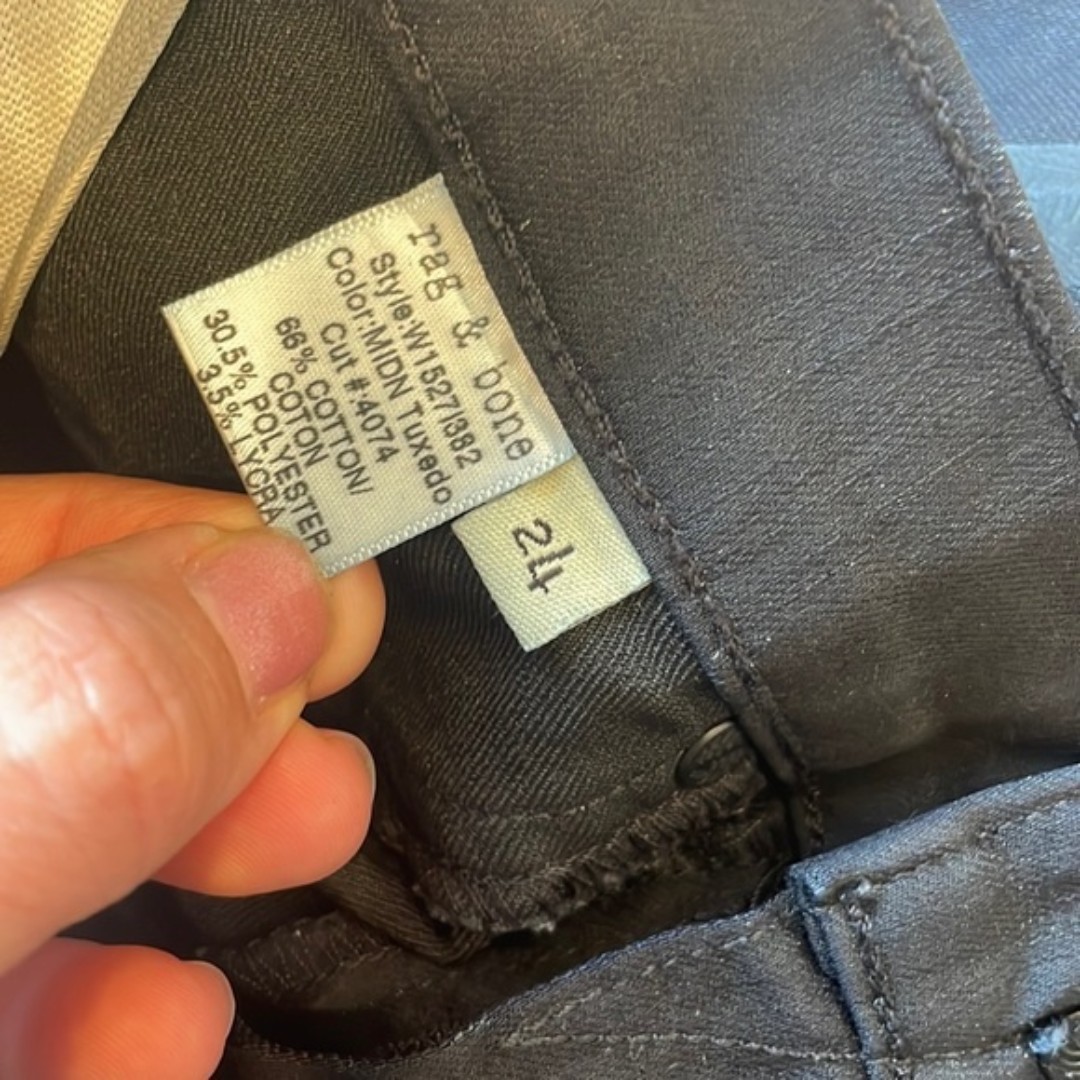 rag & bone
Style:W1527I382
Color:MIDN Tuxedo
Cut #:4074
66% COTTON/
COTON
30.5% POLYESTER
3.5% LYCRA
24